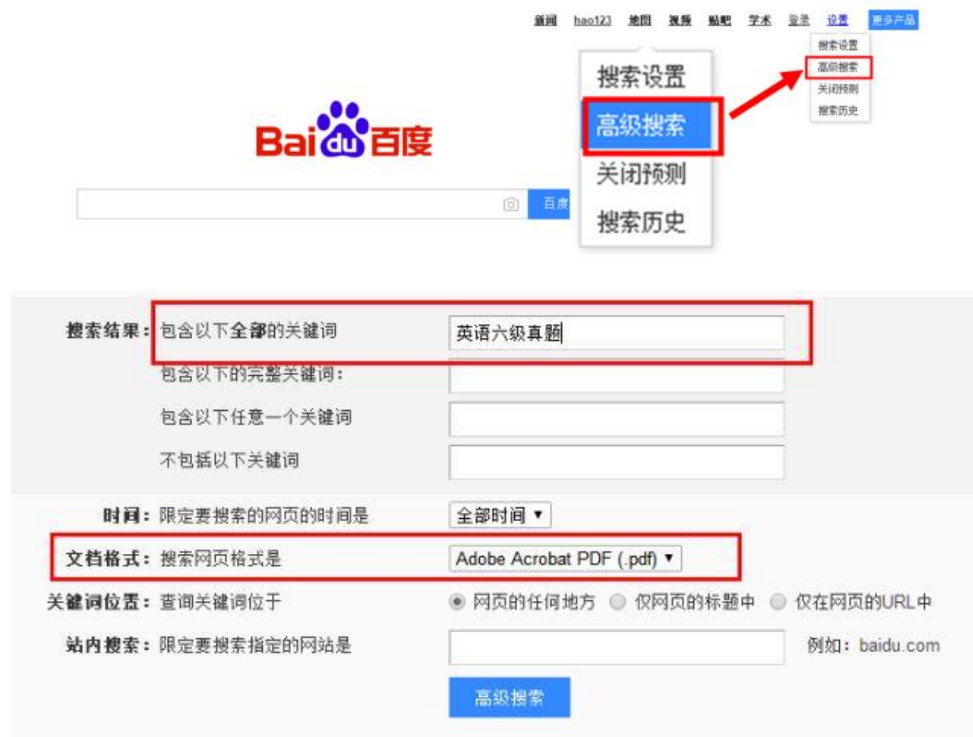 新闻 hao123 地图 视频 贴吧 学术 登录 设置 更多产品
搜索设置
高级搜索
关闭预测
搜索历史
搜索设置
高级搜索
关闭预测
搜索历史
Bai du 百度
百度
搜索结果: 包含以下全部的关键词 英语六级真题
包含以下的完整关键词:
包含以下任意一个关键词
不包括以下关键词
时间: 限定要搜索的网页的时间是 全部时间
文档格式: 搜索网页格式是 Adobe Acrobat PDF (.pdf)
关键词位置: 查询关键词位于 网页的任何地方 仅网页的标题中 仅在网页的URL中
站内搜索: 限定要搜索指定的网站是 例如: baidu.com
高级搜索